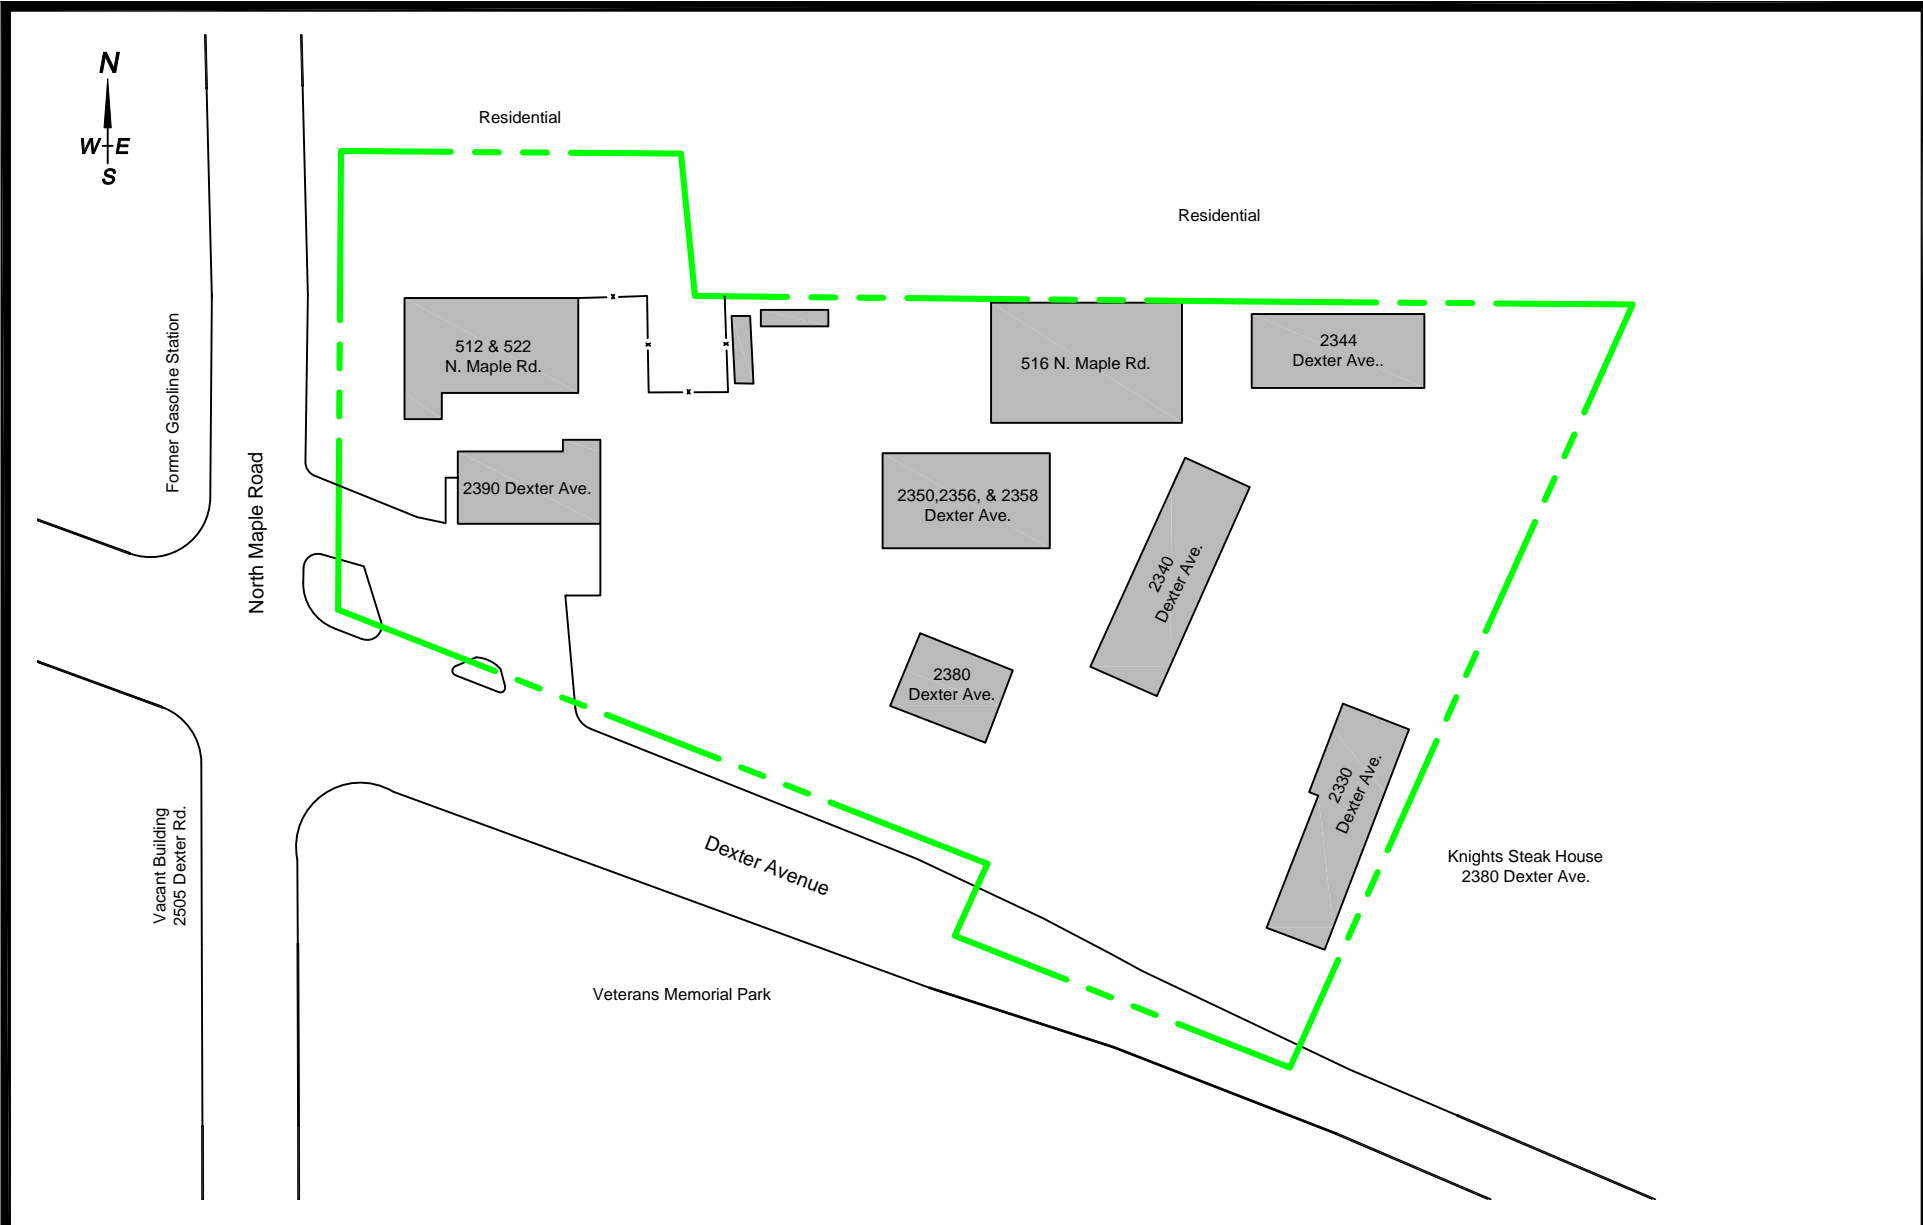 N
W E
S
Residential
Residential
Former Gasoline Station
North Maple Road
512 & 522
N. Maple Rd.
516 N. Maple Rd.
2344
Dexter Ave..
2390 Dexter Ave.
2350,2356, & 2358
Dexter Ave.
2340
Dexter Ave.
2380
Dexter Ave.
2330
Dexter Ave.
Vacant Building
2505 Dexter Rd.
Dexter Avenue
Knights Steak House
2380 Dexter Ave.
Veterans Memorial Park